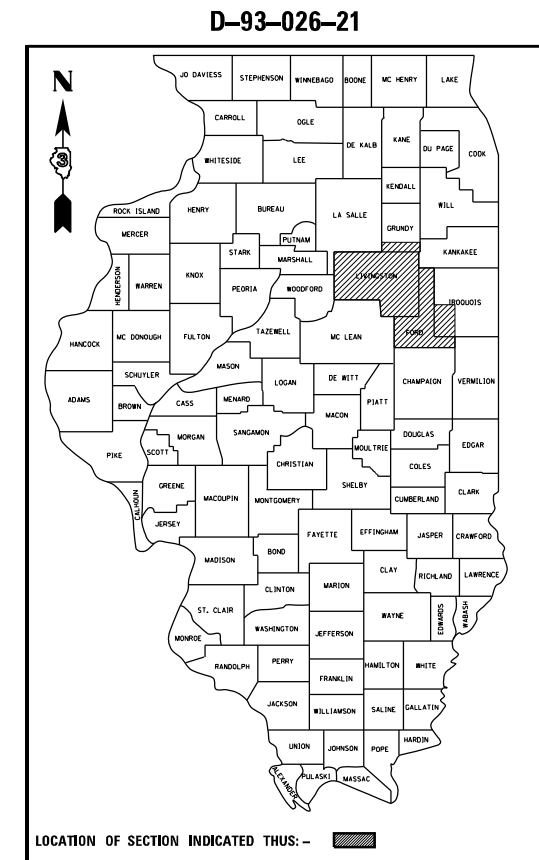 D–93–026–21
N
3
JO DAVIESS STEPHENSON WINNEBAGO BOONE MC HENRY LAKE
CARROLL OGLE
DE KALB KANE DU PAGE COOK
WHITESIDE LEE
KENDALL WILL
ROCK ISLAND HENRY BUREAU LA SALLE
MERCER PUTNAM GRUNDY
STARK MARSHALL KANKAKEE
HENDERSON WARREN KNOX PEORIA WOODFORD LIVINGSTON IROQUOIS
HANCOCK MC DONOUGH FULTON TAZEWELL MC LEAN FORD
MASON
SCHUYLER LOGAN DE WITT CHAMPAIGN VERMILION
ADAMS BROWN CASS MENARD MACON PIATT
PIKE SCOTT MORGAN SANGAMON MOULTRIE DOUGLAS EDGAR
CHRISTIAN COLES
CALHOUN GREENE MACOUPIN MONTGOMERY SHELBY CUMBERLAND CLARK
JERSEY FAYETTE EFFINGHAM JASPER CRAWFORD
MADISON BOND
CLAY RICHLAND LAWRENCE
CLINTON MARION
ST. CLAIR WAYNE EDWARDS WABASH
MONROE WASHINGTON JEFFERSON
RANDOLPH PERRY HAMILTON WHITE
FRANKLIN
JACKSON WILLIAMSON SALINE GALLATIN
UNION JOHNSON POPE HARDIN
ALEXANDER PULASKI MASSAC
LOCATION OF SECTION INDICATED THUS: –